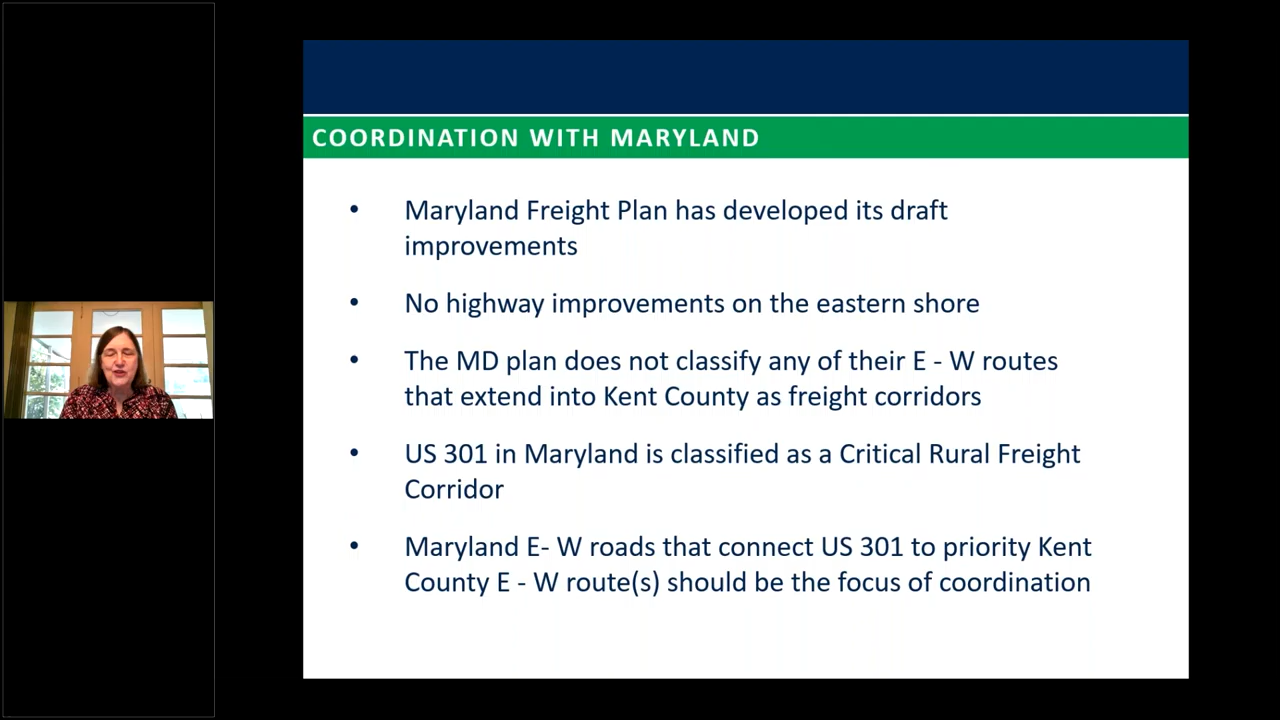 COORDINATION WITH MARYLAND
• Maryland Freight Plan has developed its draft
improvements
• No highway improvements on the eastern shore
• The MD plan does not classify any of their E - W routes
that extend into Kent County as freight corridors
• US 301 in Maryland is classified as a Critical Rural Freight
Corridor
• Maryland E- W roads that connect US 301 to priority Kent
County E - W route(s) should be the focus of coordination